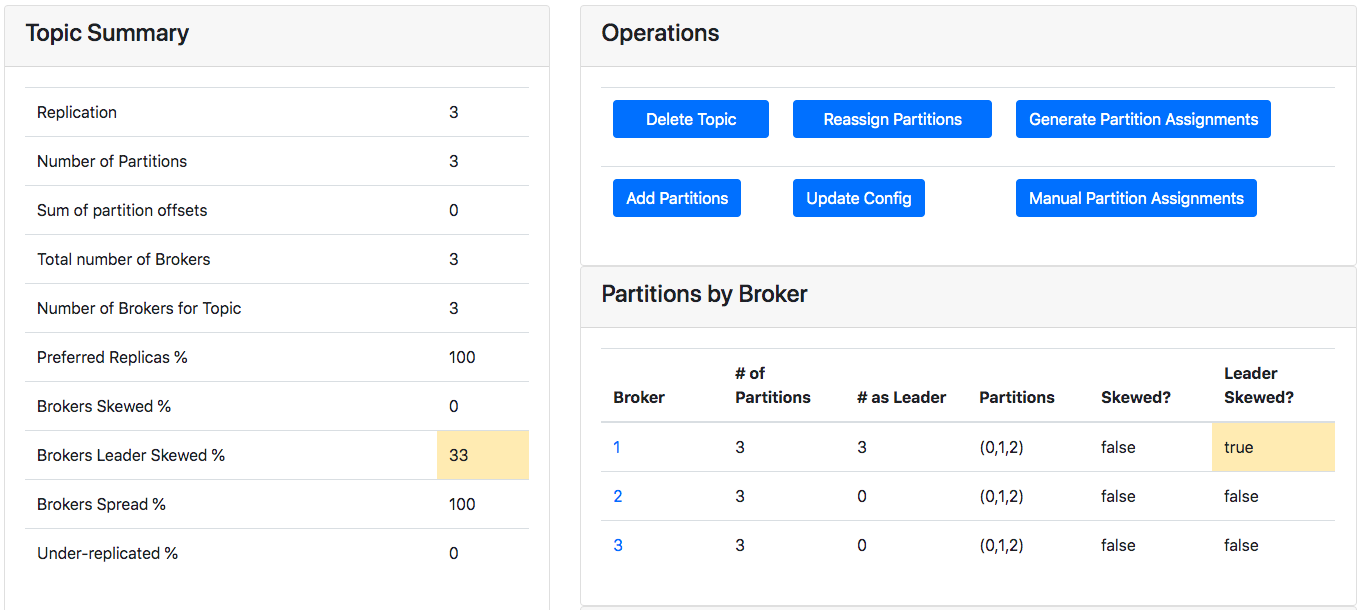 Topic Summary
Replication 3
Number of Partitions 3
Sum of partition offsets 0
Total number of Brokers 3
Number of Brokers for Topic 3
Preferred Replicas % 100
Brokers Skewed % 0
Brokers Leader Skewed % 33
Brokers Spread % 100
Under-replicated % 0
Operations
Delete Topic Reassign Partitions Generate Partition Assignments
Add Partitions Update Config Manual Partition Assignments
Partitions by Broker
# of Leader
Broker Partitions # as Leader Partitions Skewed? Skewed?
1 3 3 (0,1,2) false true
2 3 0 (0,1,2) false false
3 3 0 (0,1,2) false false